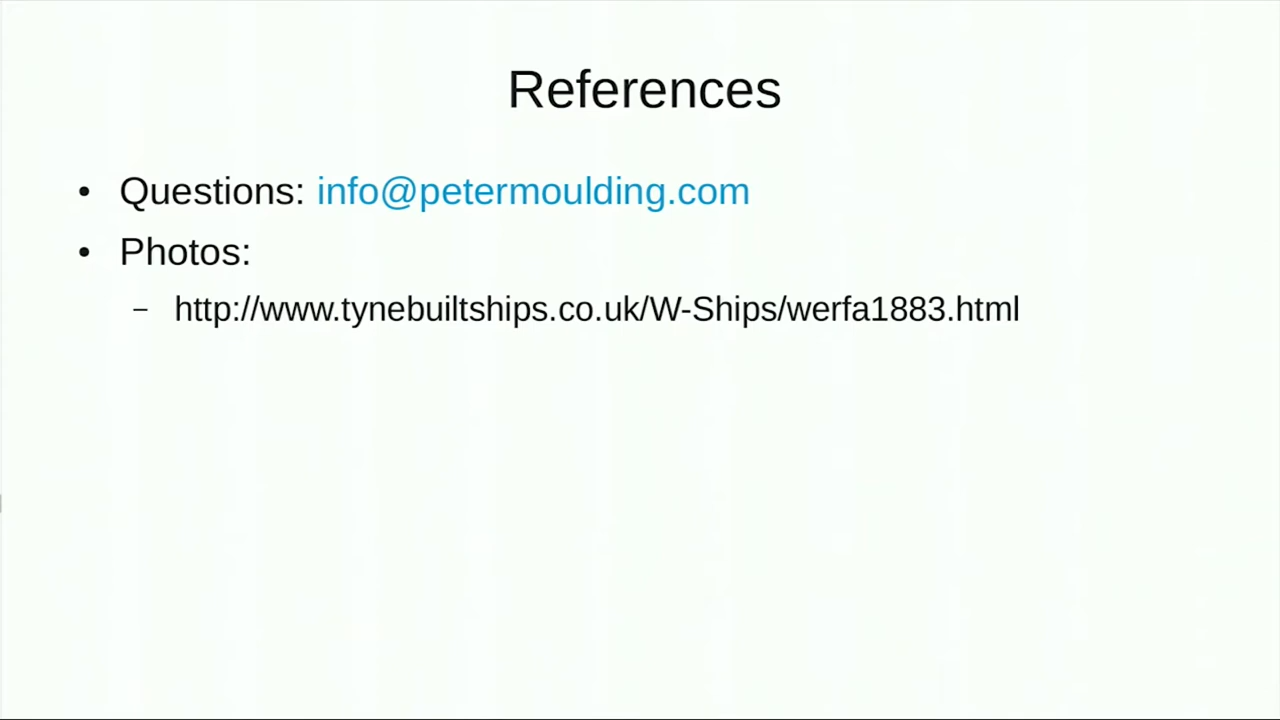 References
• Questions: info@petermoulding.com
• Photos:
– http://www.tynebuiltships.co.uk/W-Ships/werfa1883.html